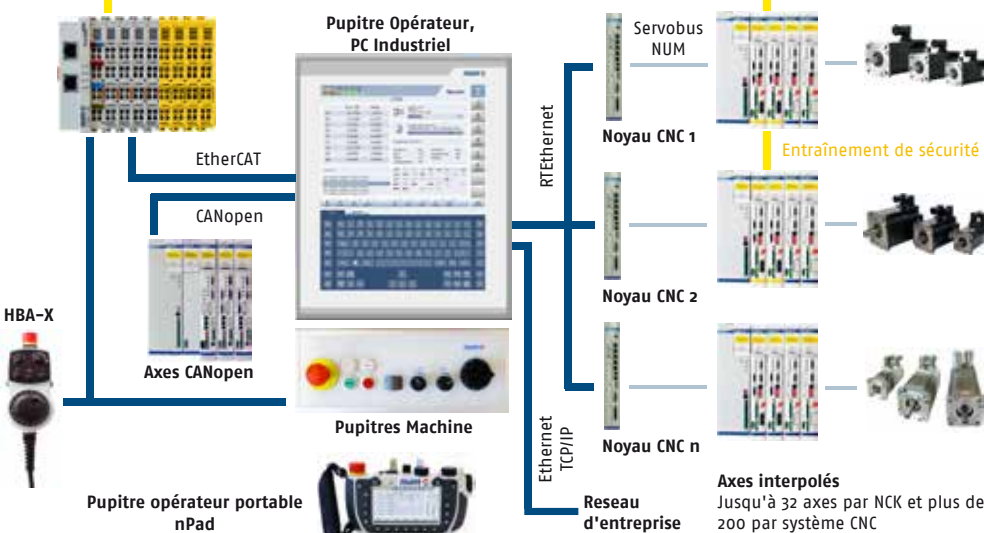 Pupitre Opérateur,
PC Industriel
Servobus
NUM
Noyau CNC 1
EtherCAT
RTEthernet
Entraînement de sécurité
CANopen
Noyau CNC 2
HBA-X
Axes CANopen
Pupitres Machine
Ethernet
TCP/IP
Noyau CNC n
Pupitre opérateur portable
nPad
Reseau
d'entreprise
Axes interpolés
Jusqu'à 32 axes par NCK et plus de
200 par système CNC